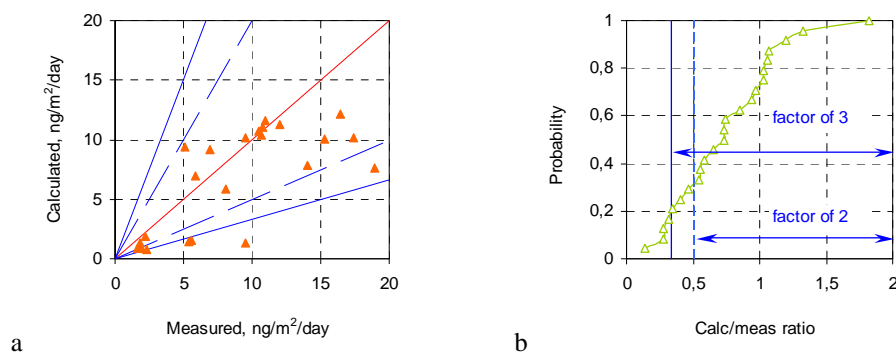 20
15
10
5
0
0
5
10
15
20
Calculated, ng/m²/day
Measured, ng/m²/day
a
1
0,8
0,6
0,4
0,2
0
0
0,5
1
1,5
2
Probability
factor of 3
factor of 2
Calc/meas ratio
b